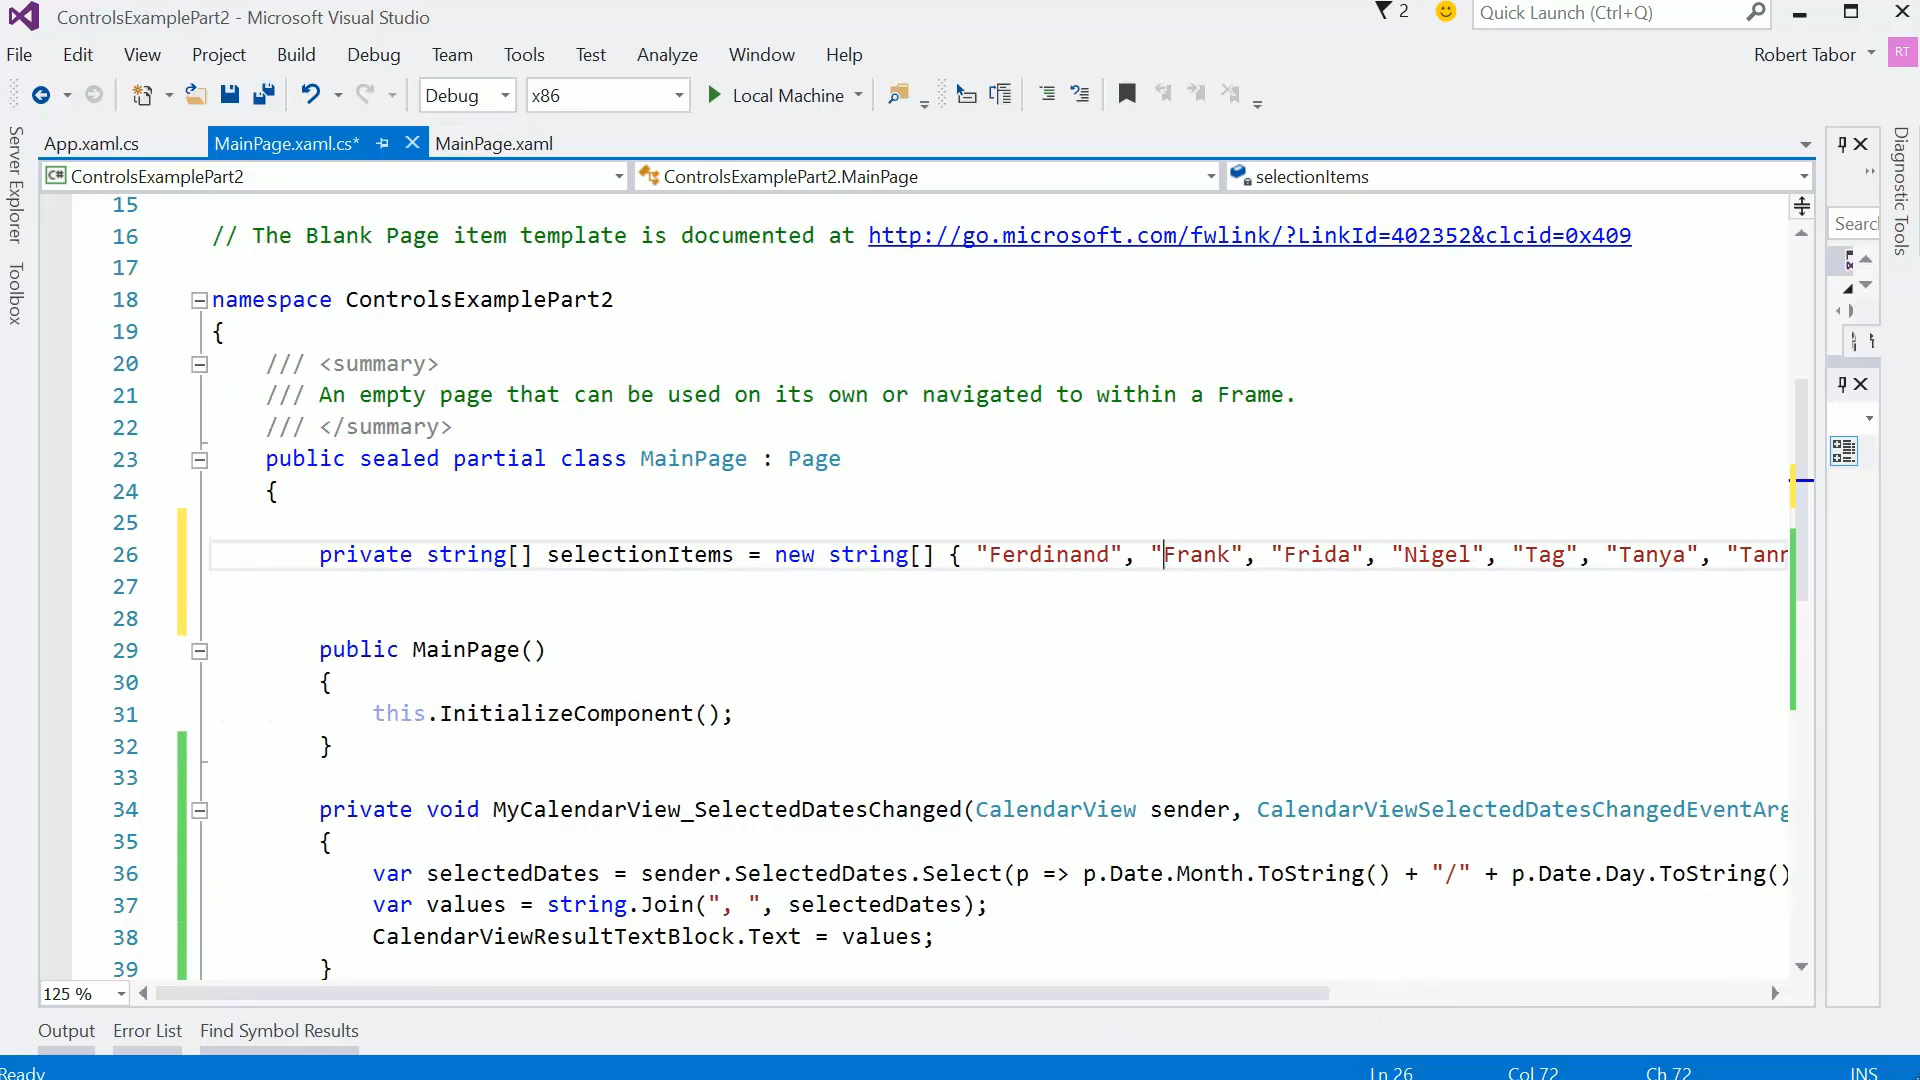 ControlsExamplePart2 - Microsoft Visual Studio
2
Quick Launch (Ctrl+Q)
File Edit View Project Build Debug Team Tools Test Analyze Window Help
Robert Tabor
RT
Debug x86 Local Machine
Server Explorer
Toolbox
App.xaml.cs MainPage.xaml.cs* MainPage.xaml
ControlsExamplePart2 ControlsExamplePart2.MainPage selectionItems
15
16 // The Blank Page item template is documented at http://go.microsoft.com/fwlink/?LinkId=402352&clcid=0x409
17
18 namespace ControlsExamplePart2
19 {
20 /// <summary>
21 /// An empty page that can be used on its own or navigated to within a Frame.
22 /// </summary>
23 public sealed partial class MainPage : Page
24 {
25
26 private string[] selectionItems = new string[] { "Ferdinand", "Frank", "Frida", "Nigel", "Tag", "Tanya", "Tann
27
28
29 public MainPage()
30 {
31 this.InitializeComponent();
32 }
33
34 private void MyCalendarView_SelectedDatesChanged(CalendarView sender, CalendarViewSelectedDatesChangedEventArg
35 {
36 var selectedDates = sender.SelectedDates.Select(p => p.Date.Month.ToString() + "/" + p.Date.Day.ToString()
37 var values = string.Join(", ", selectedDates);
38 CalendarViewResultTextBlock.Text = values;
39 }
125 %
Diagnostic Tools
Searc
Output Error List Find Symbol Results
Ready Ln 26 Col 72 Ch 72 INS